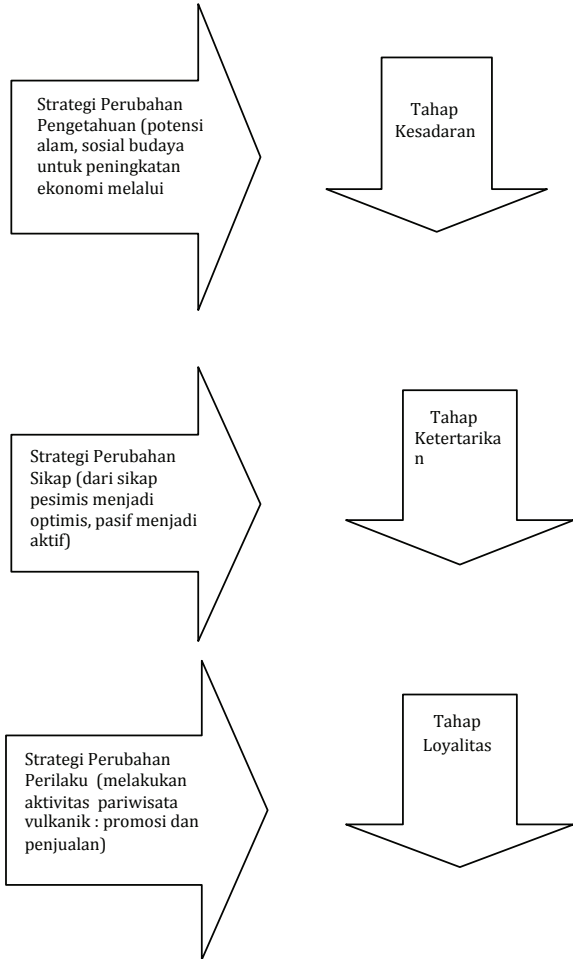 Strategi Perubahan
Pengetahuan (potensi
alam, sosial budaya
untuk peningkatan
ekonomi melalui
Tahap
Kesadaran
Strategi Perubahan
Sikap (dari sikap
pesimis menjadi
optimis, pasif menjadi
aktif)
Tahap
Ketertarika
n
Strategi Perubahan
Perilaku (melakukan
aktivitas pariwisata
vulkanik : promosi dan
penjualan)
Tahap
Loyalitas